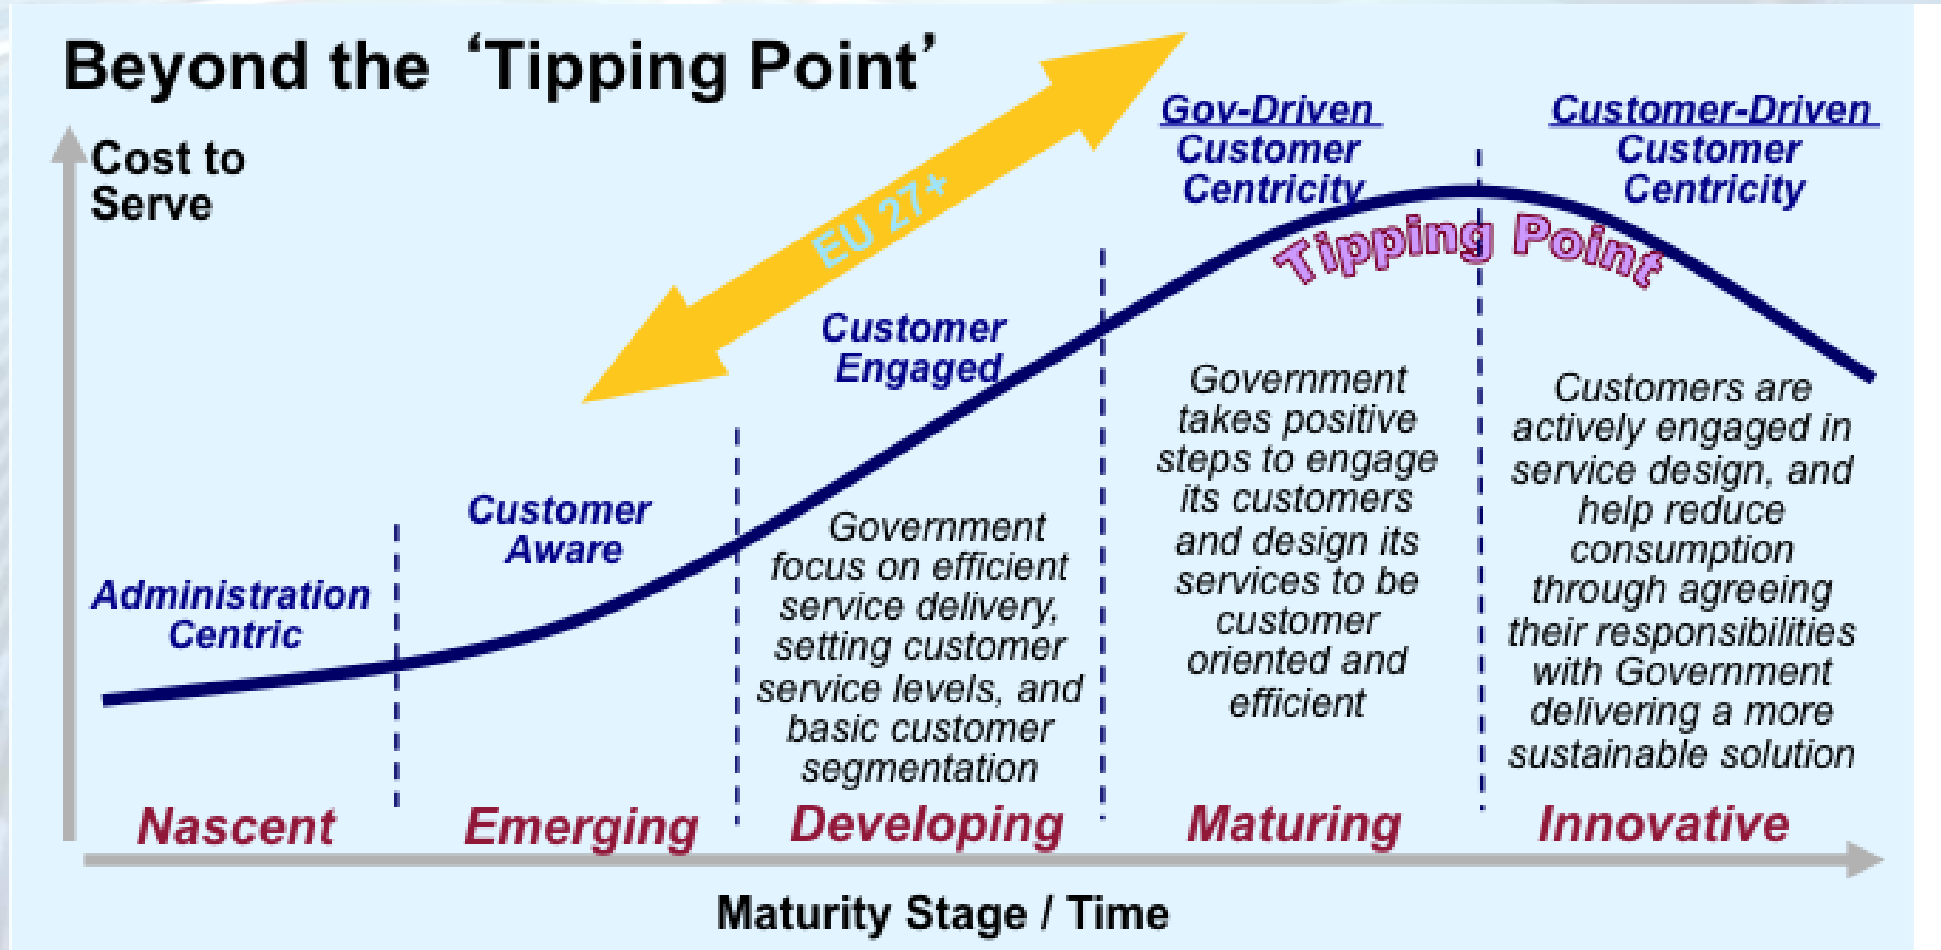 Beyond the ‘Tipping Point’
Cost to
Serve
EU 27+
Gov-Driven
Customer
Centricity
Customer-Driven
Customer
Centricity
Tipping Point
Customer
Engaged
Customer
Aware
Administration
Centric
Government
focus on efficient
service delivery,
setting customer
service levels, and
basic customer
segmentation
Government
takes positive
steps to engage
its customers
and design its
services to be
customer
oriented and
efficient
Customers are
actively engaged in
service design, and
help reduce
consumption
through agreeing
their responsibilities
with Government
delivering a more
sustainable solution
Nascent
Emerging
Developing
Maturing
Innovative
Maturity Stage / Time